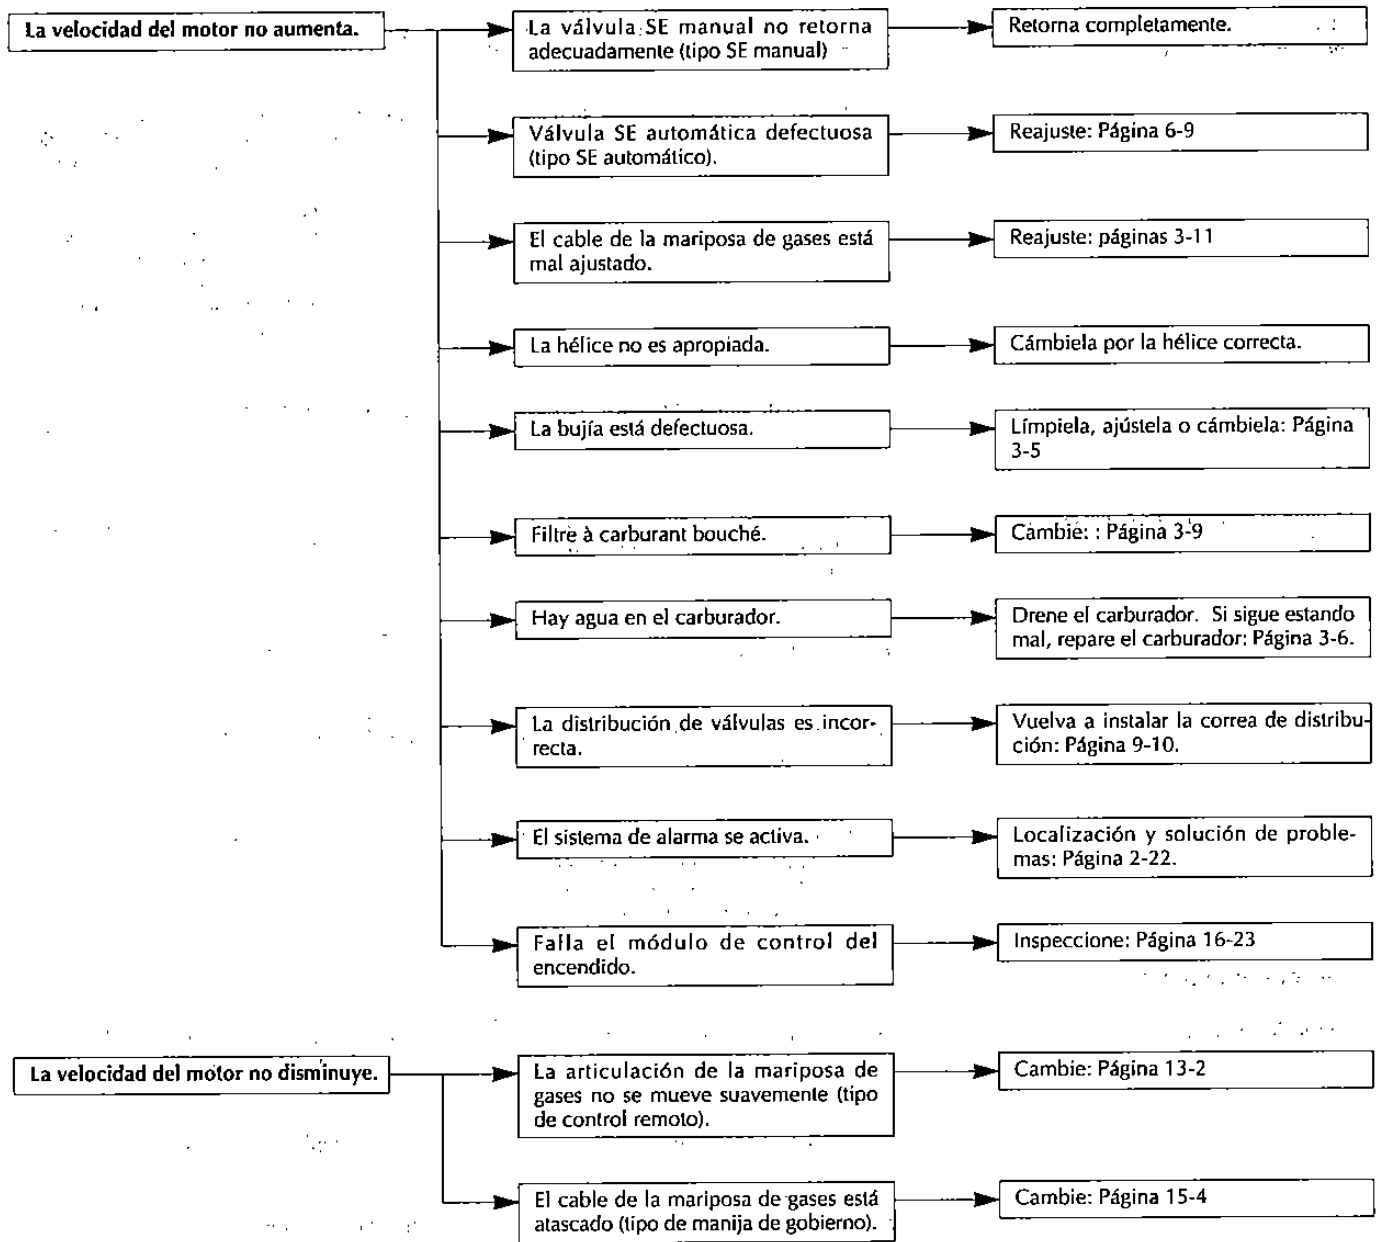 La velocidad del motor no aumenta.
La válvula SE manual no retorna
adecuadamente (tipo SE manual)
Retorna completamente.
Válvula SE automática defectuosa
(tipo SE automático).
Reajuste: Página 6-9
El cable de la mariposa de gases está
mal ajustado.
Reajuste: páginas 3-11
La hélice no es apropiada.
Cámbiela por la hélice correcta.
La bujía está defectuosa.
Límpiela, ajústela o cámbiela: Página
3-5
Filtre à carburant bouché.
Cambie: : Página 3-9
Hay agua en el carburador.
Drene el carburador. Si sigue estando
mal, repare el carburador: Página 3-6.
La distribución de válvulas es incor-
recta.
Vuelva a instalar la correa de distribu-
ción: Página 9-10.
El sistema de alarma se activa.
Localización y solución de proble-
mas: Página 2-22.
Falla el módulo de control del
encendido.
Inspeccione: Página 16-23
La velocidad del motor no disminuye.
La articulación de la mariposa de
gases no se mueve suavemente (tipo
de control remoto).
Cambie: Página 13-2
El cable de la mariposa de gases está
atascado (tipo de manija de gobierno).
Cambie: Página 15-4